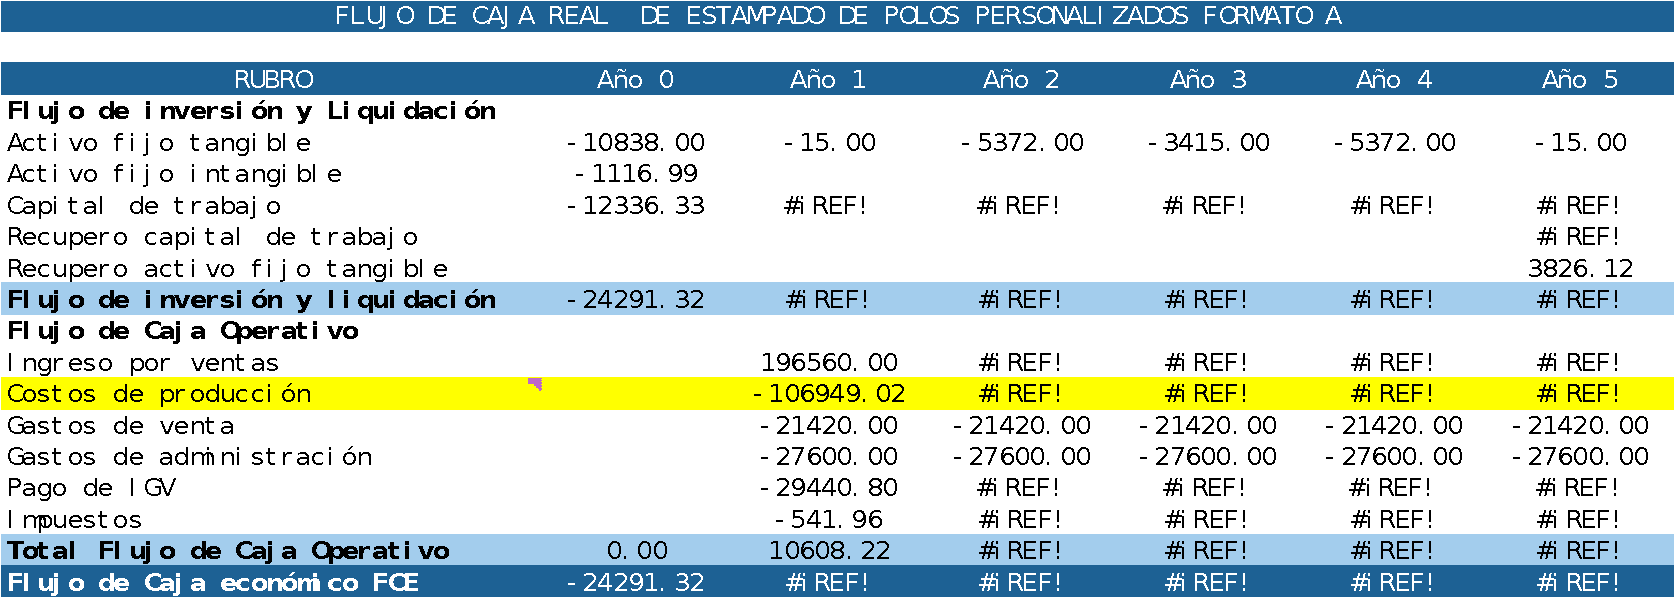 FLUJO DE CAJA REAL DE ESTAMPADO DE POLOS PERSONALIZADOS FORMATO A
RUBRO Año 0 Año 1 Año 2 Año 3 Año 4 Año 5
Flujo de inversión y Liquidación
Activo fijo tangible -10838.00 -15.00 -5372.00 -3415.00 -5372.00 -15.00
Activo fijo intangible -1116.99
Capital de trabajo -12336.33 #¡REF! #¡REF! #¡REF! #¡REF! #¡REF!
Recupero capital de trabajo #¡REF!
Recupero activo fijo tangible 3826.12
Flujo de inversión y liquidación -24291.32 #¡REF! #¡REF! #¡REF! #¡REF! #¡REF!
Flujo de Caja Operativo
Ingreso por ventas 196560.00 #¡REF! #¡REF! #¡REF! #¡REF!
Costos de producción -106949.02 #¡REF! #¡REF! #¡REF! #¡REF!
Gastos de venta -21420.00 -21420.00 -21420.00 -21420.00 -21420.00
Gastos de administración -27600.00 -27600.00 -27600.00 -27600.00 -27600.00
Pago de IGV -29440.80 #¡REF! #¡REF! #¡REF! #¡REF!
Impuestos -541.96 #¡REF! #¡REF! #¡REF! #¡REF!
Total Flujo de Caja Operativo 0.00 10608.22 #¡REF! #¡REF! #¡REF! #¡REF!
Flujo de Caja económico FCE -24291.32 #¡REF! #¡REF! #¡REF! #¡REF! #¡REF!